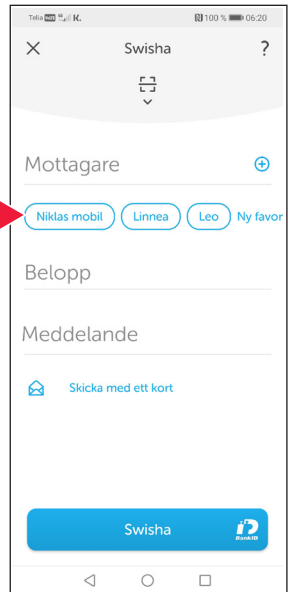 Telia K. 100 % 06:20
Swisha ?
Mottagare
Niklas mobil Linnea Leo Ny favor
Belopp
Meddelande
Skicka med ett kort
Swisha BankID